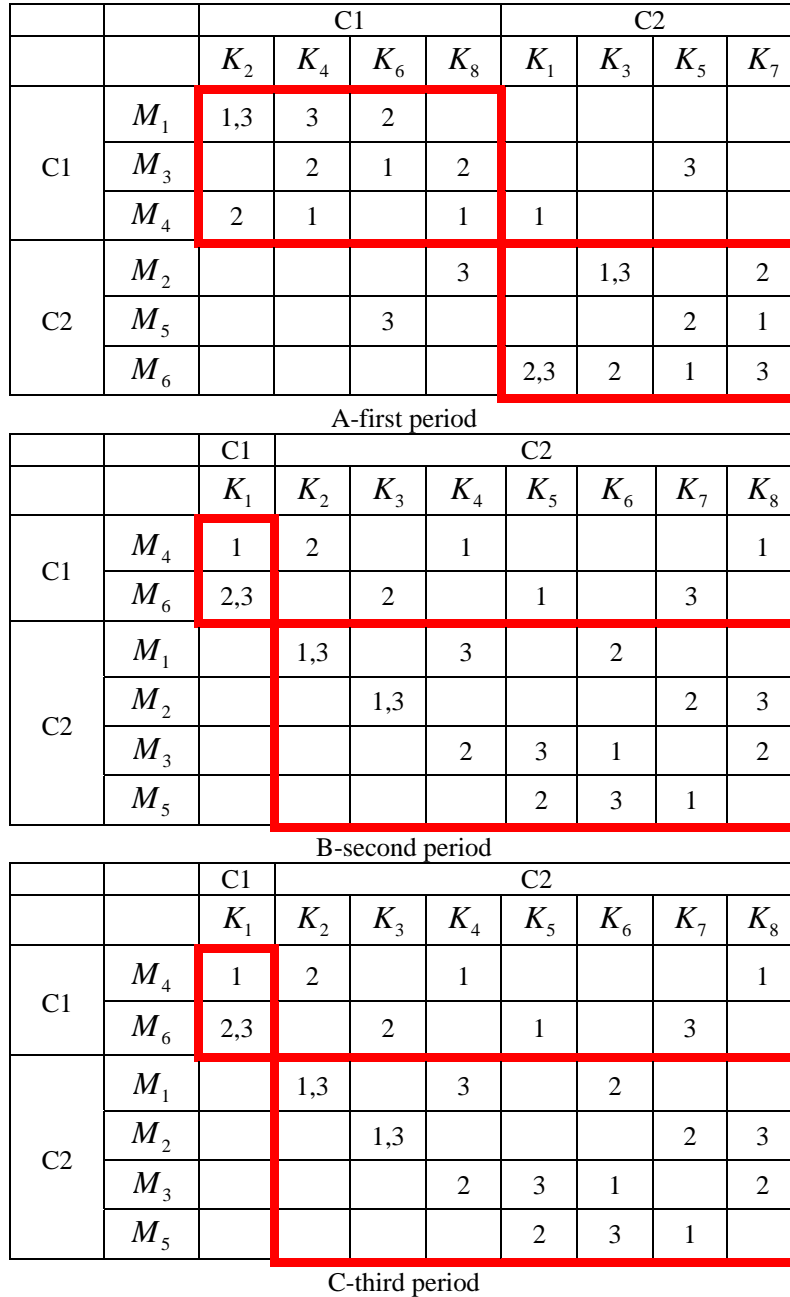 C1 C2
K2 K4 K6 K8 K1 K3 K5 K7
M1 1,3 3 2
C1 M3 2 1 2 3
M4 2 1 1 1
M2 3 1,3 2
C2 M5 3 2 1
M6 2,3 2 1 3
A-first period
C1 C2
K1 K2 K3 K4 K5 K6 K7 K8
C1 M4 1 2 1 1
M6 2,3 2 1 3
M1 1,3 3 2
C2 M2 1,3 2 3
M3 2 3 1 2
M5 2 3 1
B-second period
C1 C2
K1 K2 K3 K4 K5 K6 K7 K8
C1 M4 1 2 1 1
M6 2,3 2 1 3
M1 1,3 3 2
C2 M2 1,3 2 3
M3 2 3 1 2
M5 2 3 1
C-third period